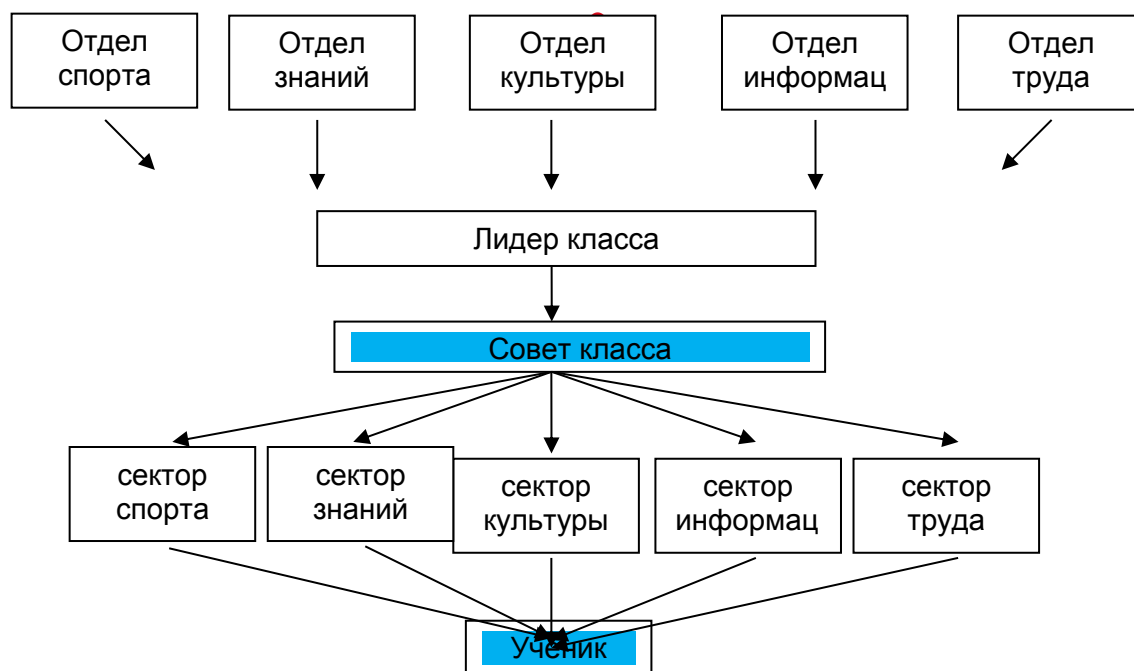 Отдел
спорта
Отдел
знаний
Отдел
культуры
Отдел
информац
Отдел
труда
Лидер класса
Совет класса
сектор
спорта
сектор
знаний
сектор
культуры
сектор
информац
сектор
труда
Ученик